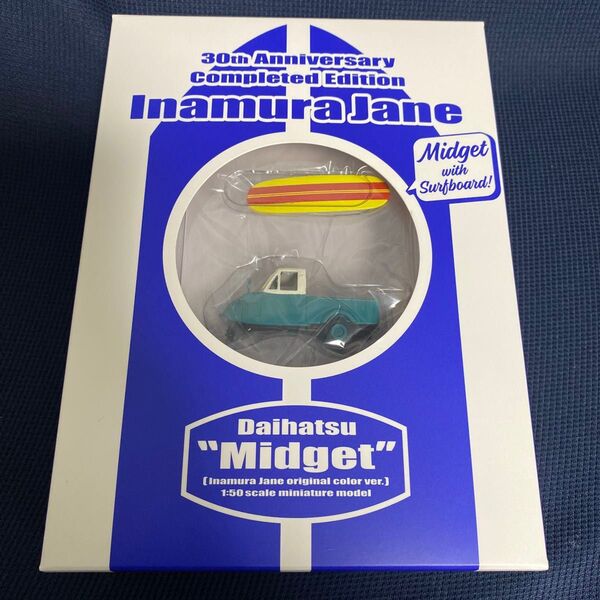 30th Anniversary
Completed Edition
Inamura Jane
Midget
with
Surfboard!
Daihatsu
"Midget"
(Inamura Jane original color ver.)
1:50 scale miniature model